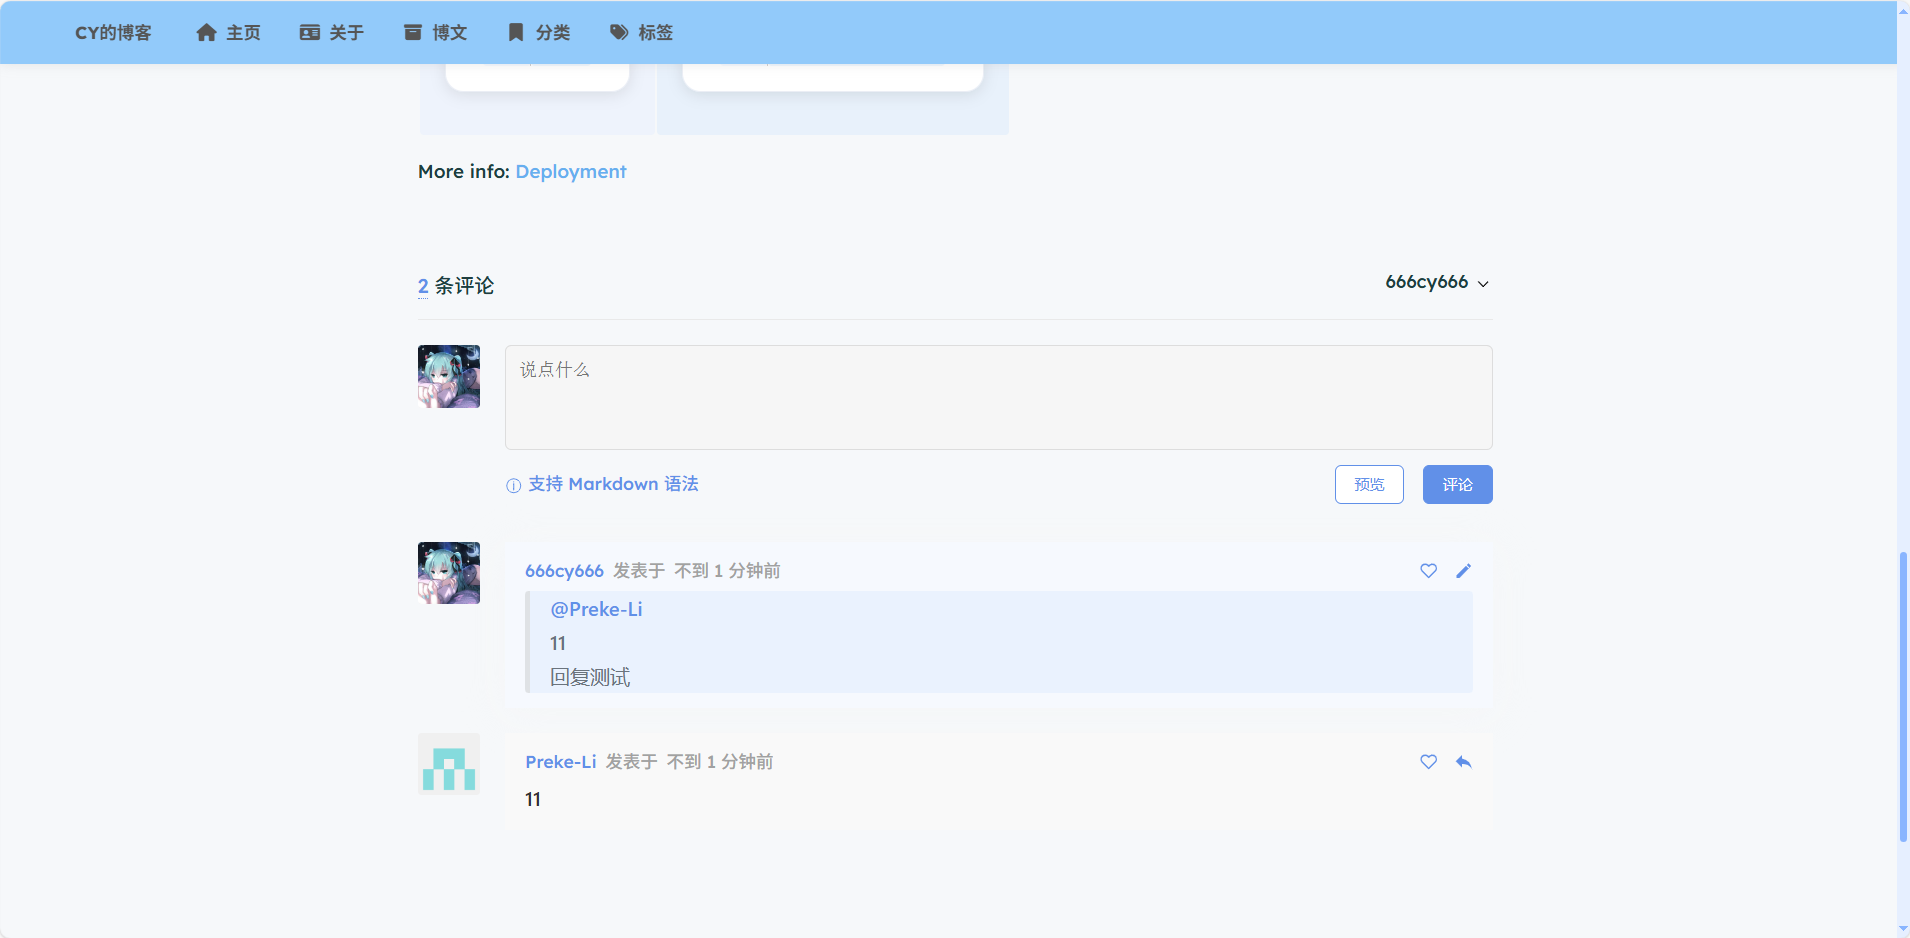 CY的博客 主页 关于 博文 分类 标签
More info: Deployment
2 条评论 666cy666
说点什么
支持 Markdown 语法 预览 评论
666cy666 发表于 不到 1 分钟前
@Preke-Li
11
回复测试
Preke-Li 发表于 不到 1 分钟前
11